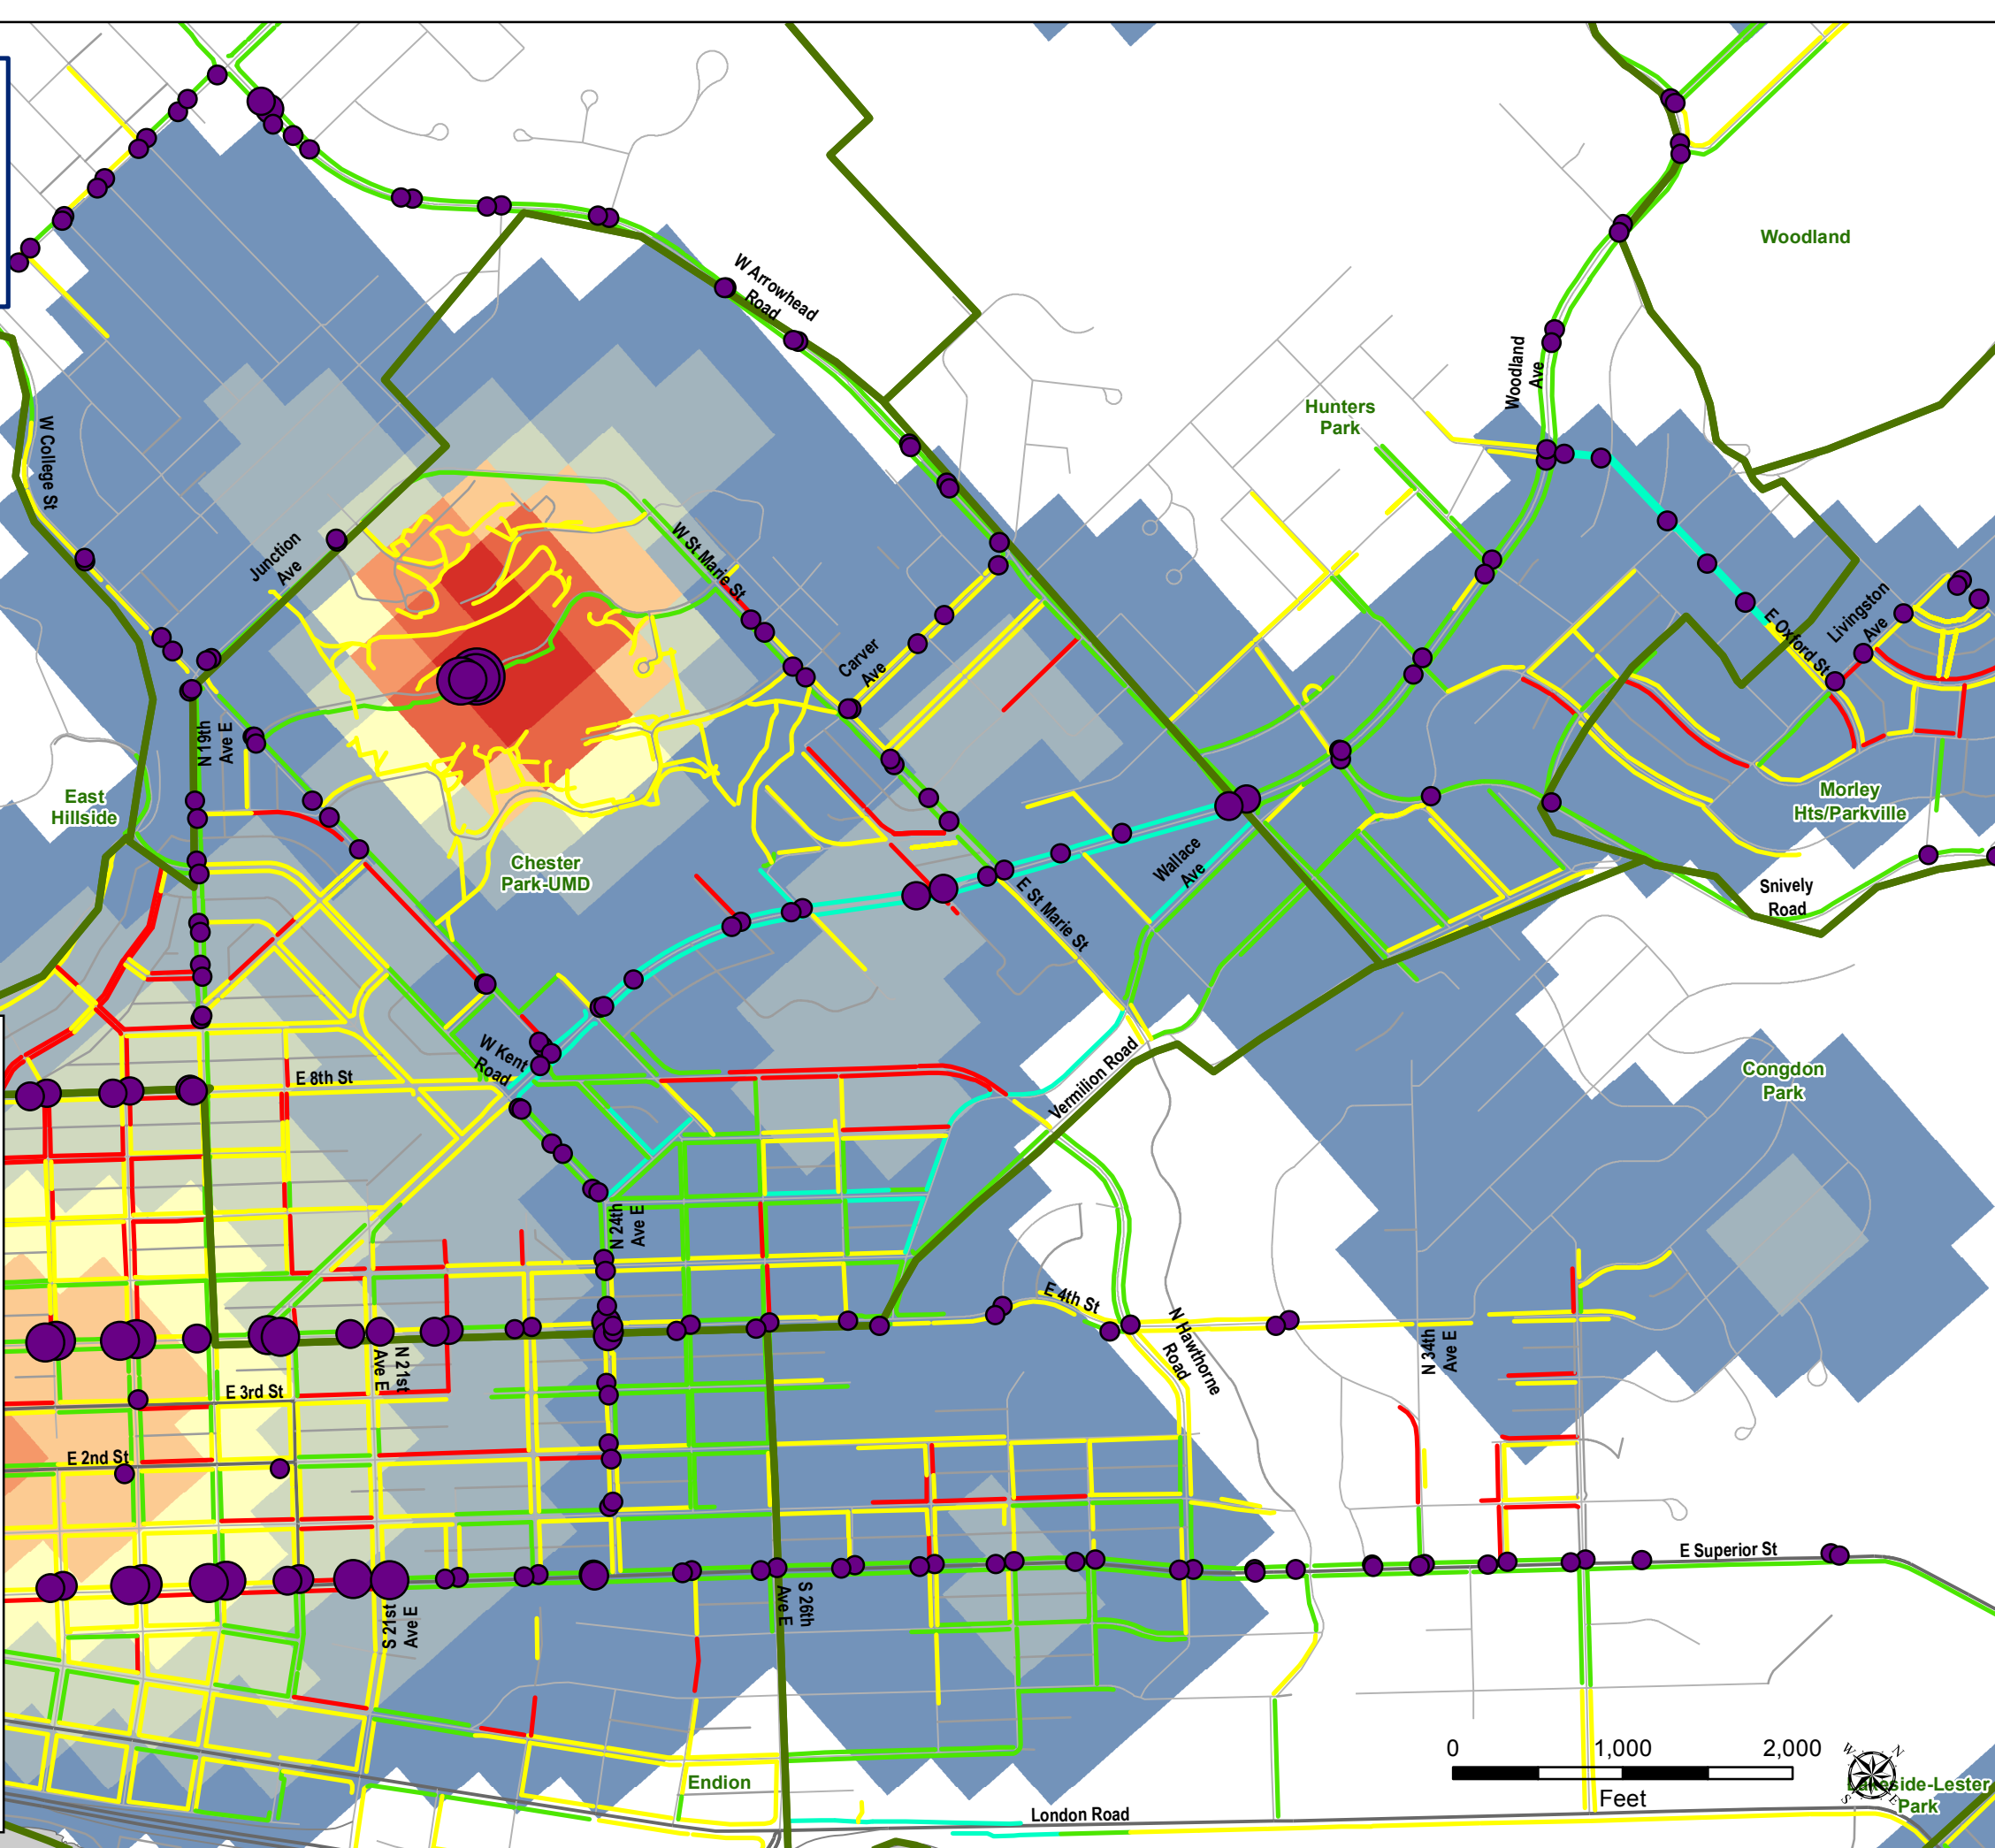 Woodland
W Arrowhead
Road
Woodland
Ave
Hunters
Park
W College St
Junction
Ave
W St Marie St
Carver
Ave
Livingston
Ave
E Oxford St
N 19th
Ave E
East
Hillside
Morley
Hts/Parkville
Chester
Park-UMD
Wallace
Ave
E St Marie St
Snively
Road
W Kent
Road
E 8th St
Vermilion Road
Congdon
Park
N 24th
Ave E
E 4th St
N Hawthorne
Road
N 34th
Ave E
N 21st
Ave E
E 3rd St
E 2nd St
E Superior St
S 21st
Ave E
S 26th
Ave E
0
1,000
2,000
Feet
W
N
S
E
Endion
Lakeside-Lester
Park
London Road